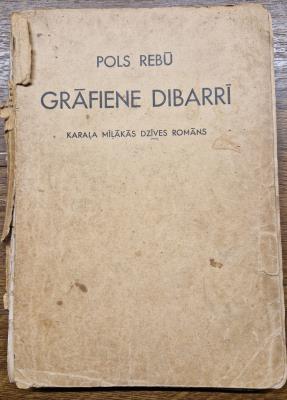 POLS REBŪ
GRĀFIENE DIBARRĪ
KARAĻA MĪĻĀKĀS DZĪVES ROMĀNS